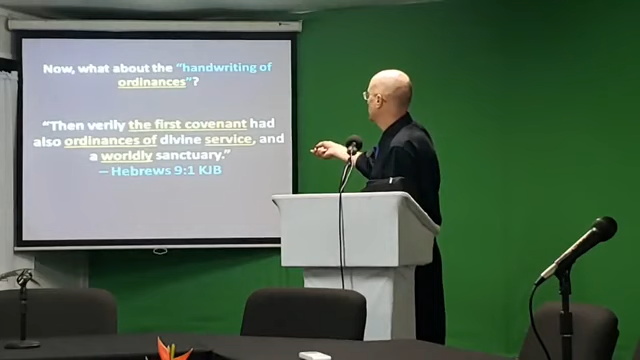 Now, what about the "handwriting of
ordinances"?
"Then verily the first covenant had
also ordinances of divine service, and
a worldly sanctuary."
— Hebrews 9:1 KJB